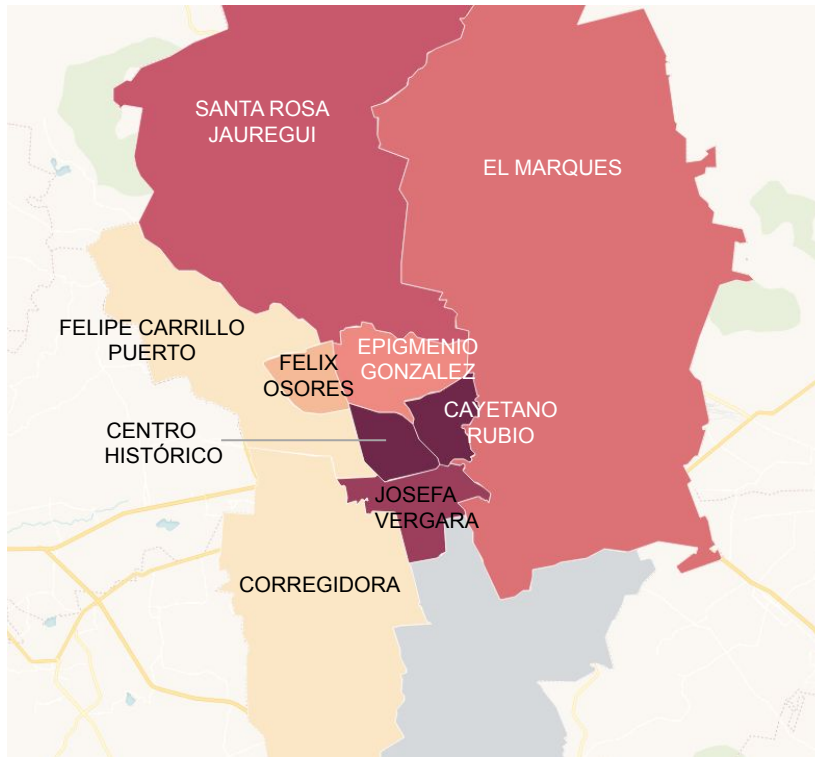 SANTA ROSA
JAUREGUI
EL MARQUES
FELIPE CARRILLO
PUERTO
FELIX
OSORES
EPIGMENIO
GONZALEZ
CAYETANO
RUBIO
CENTRO
HISTÓRICO
JOSEFA
VERGARA
CORREGIDORA